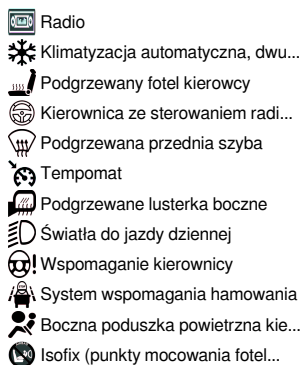 Radio
Klimatyzacja automatyczna, dwu...
Podgrzewany fotel kierowcy
Kierownica ze sterowaniem radi...
Podgrzewana przednia szyba
Tempomat
Podgrzewane lusterka boczne
Światła do jazdy dziennej
Wspomaganie kierownicy
System wspomagania hamowania
Boczna poduszka powietrzna kie...
Isofix (punkty mocowania fotel...